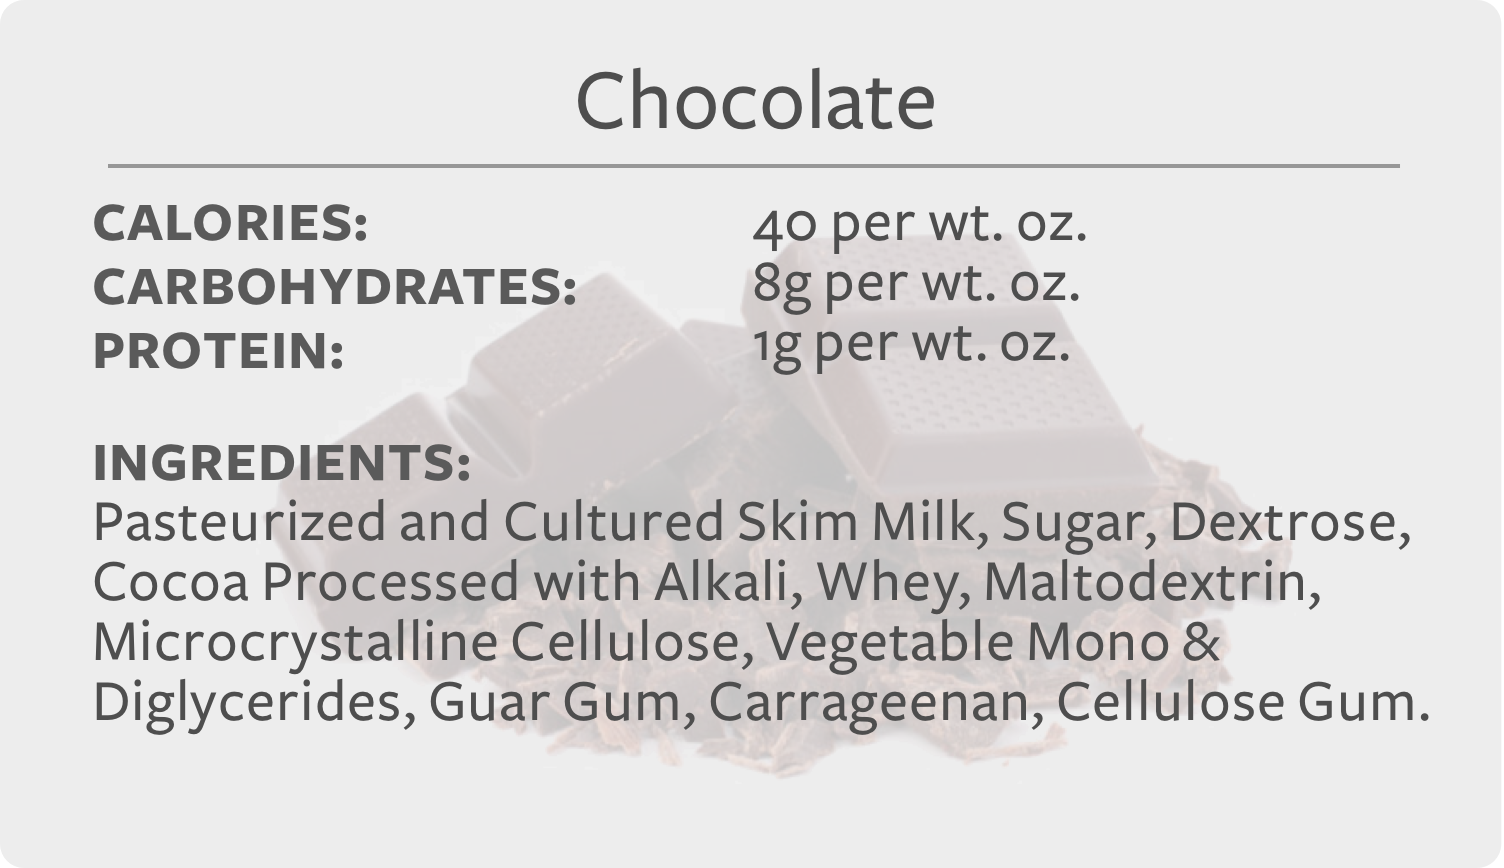 Chocolate
CALORIES: 40 per wt. oz.
CARBOHYDRATES: 8g per wt. oz.
PROTEIN: 1g per wt. oz.
INGREDIENTS:
Pasteurized and Cultured Skim Milk, Sugar, Dextrose,
Cocoa Processed with Alkali, Whey, Maltodextrin,
Microcrystalline Cellulose, Vegetable Mono &
Diglycerides, Guar Gum, Carrageenan, Cellulose Gum.